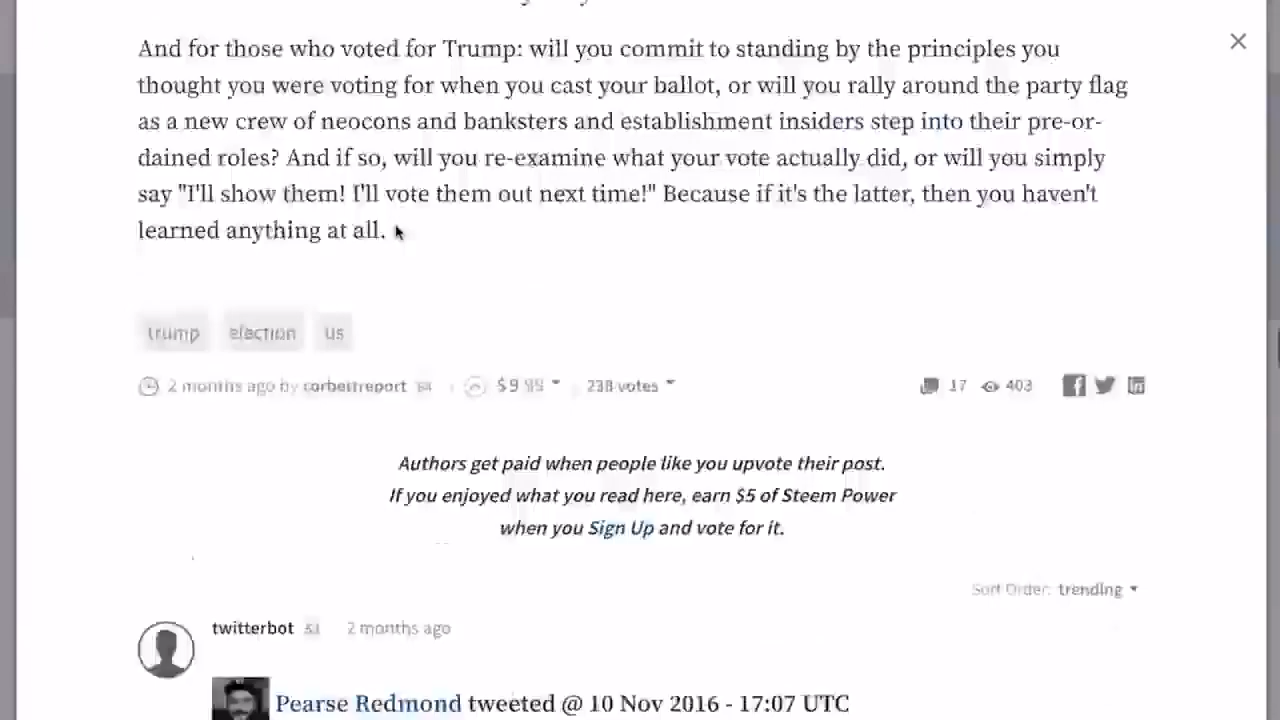 And for those who voted for Trump: will you commit to standing by the principles you
thought you were voting for when you cast your ballot, or will you rally around the party flag
as a new crew of neocons and banksters and establishment insiders step into their pre-or-
dained roles? And if so, will you re-examine what your vote actually did, or will you simply
say "I'll show them! I'll vote them out next time!" Because if it's the latter, then you haven't
learned anything at all.
trump election us
2 months ago by corbettreport $9.99 238 votes 17 403
Authors get paid when people like you upvote their post.
If you enjoyed what you read here, earn $5 of Steem Power
when you Sign Up and vote for it.
Sort Order: trending
twitterbot 2 months ago
Pearse Redmond tweeted @ 10 Nov 2016 - 17:07 UTC